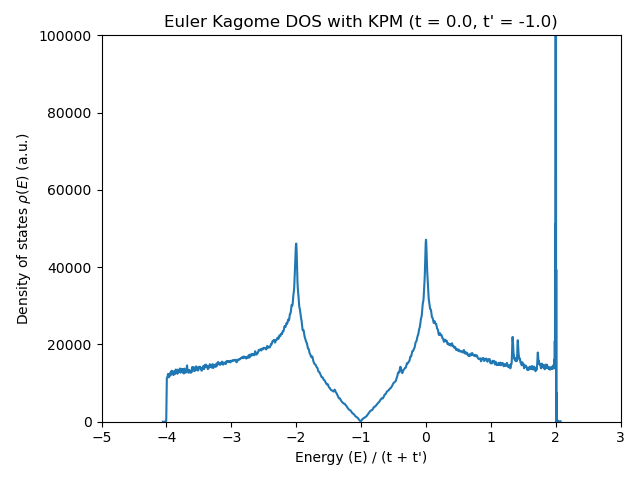 Euler Kagome DOS with KPM (t = 0.0, t' = -1.0)
Density of states ρ(E) (a.u.)
100000
80000
60000
40000
20000
0
−5 −4 −3 −2 −1 0 1 2 3
Energy (E) / (t + t')